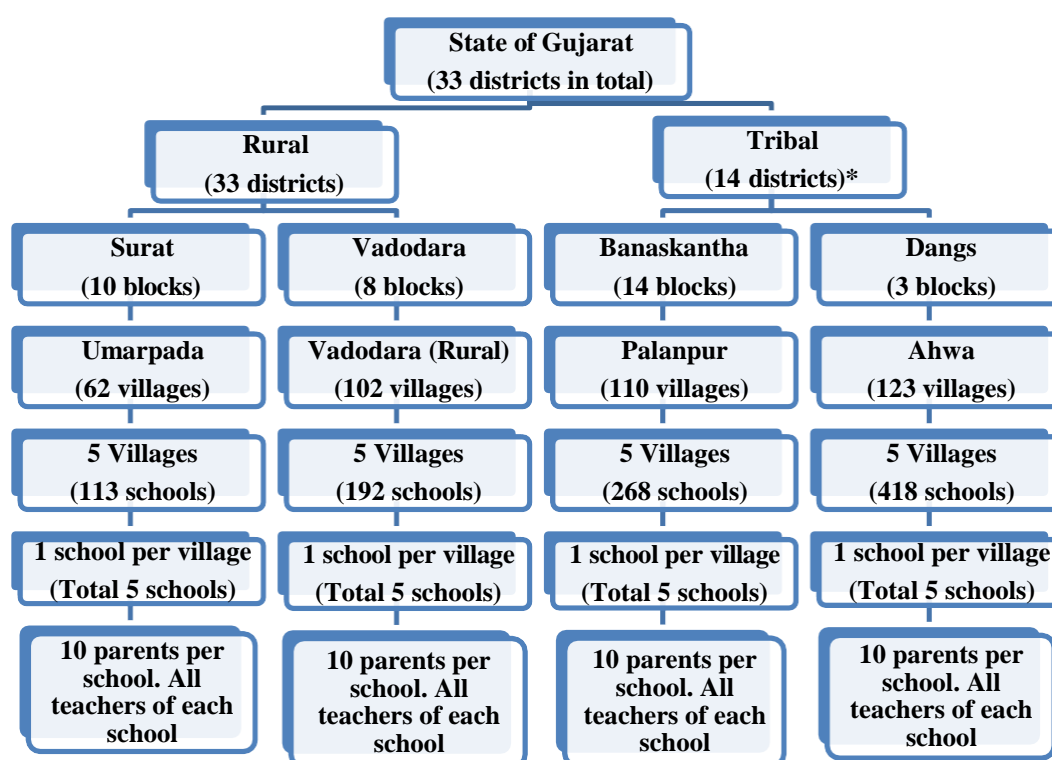 State of Gujarat
(33 districts in total)
Rural
(33 districts)
Tribal
(14 districts)*
Surat
(10 blocks)
Vadodara
(8 blocks)
Banaskantha
(14 blocks)
Dangs
(3 blocks)
Umarpada
(62 villages)
Vadodara (Rural)
(102 villages)
Palanpur
(110 villages)
Ahwa
(123 villages)
5 Villages
(113 schools)
5 Villages
(192 schools)
5 Villages
(268 schools)
5 Villages
(418 schools)
1 school per village
(Total 5 schools)
1 school per village
(Total 5 schools)
1 school per village
(Total 5 schools)
1 school per village
(Total 5 schools)
10 parents per
school. All
teachers of each
school
10 parents per
school. All
teachers of each
school
10 parents per
school. All
teachers of each
school
10 parents per
school. All
teachers of each
school